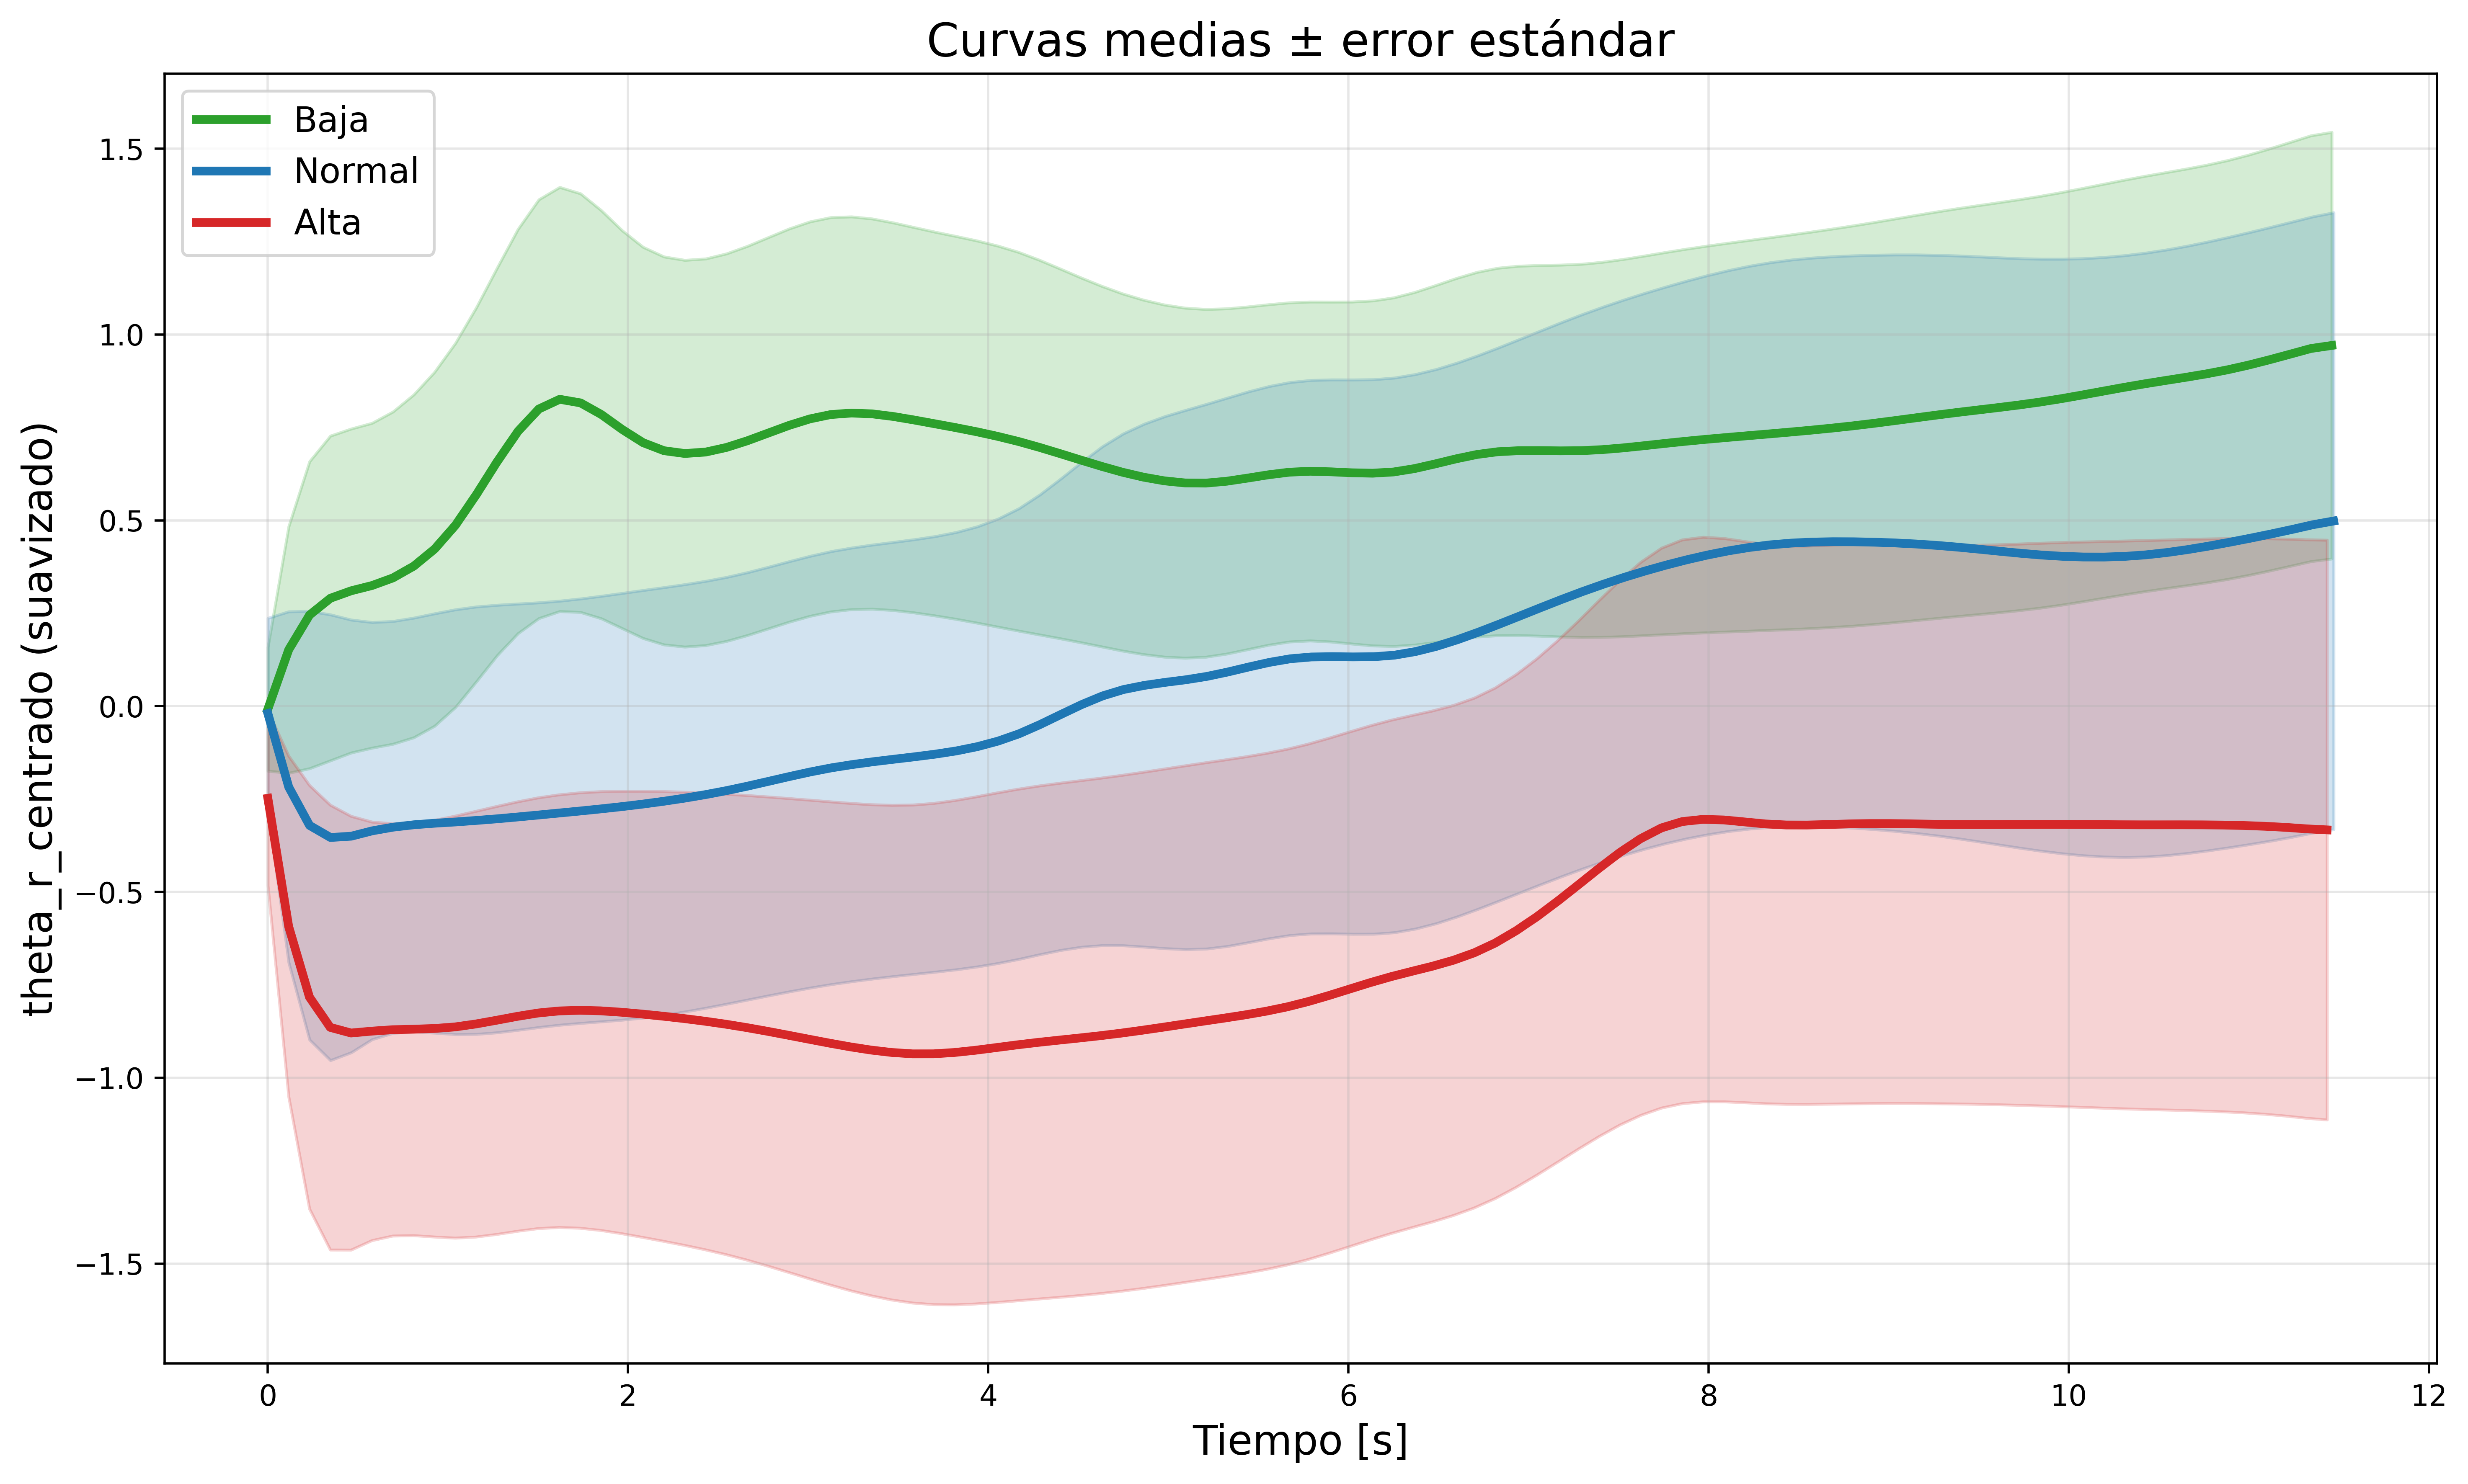 Curvas medias ± error estándar
Baja
Normal
Alta
theta_r_centrado (suavizado)
1.5
1.0
0.5
0.0
−0.5
−1.0
−1.5
0 2 4 6 8 10 12
Tiempo [s]